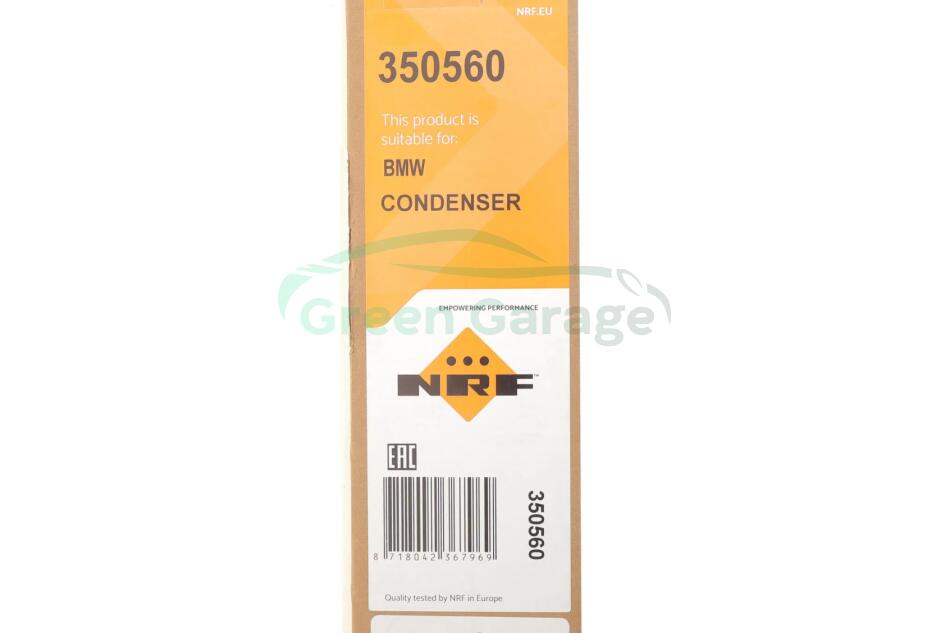 NRF.EU
350560
This product is
suitable for:
BMW
CONDENSER
Green Garage
EMPOWERING PERFORMANCE
NRF™
EAC
8 718042 367969
350560
Quality tested by NRF in Europe